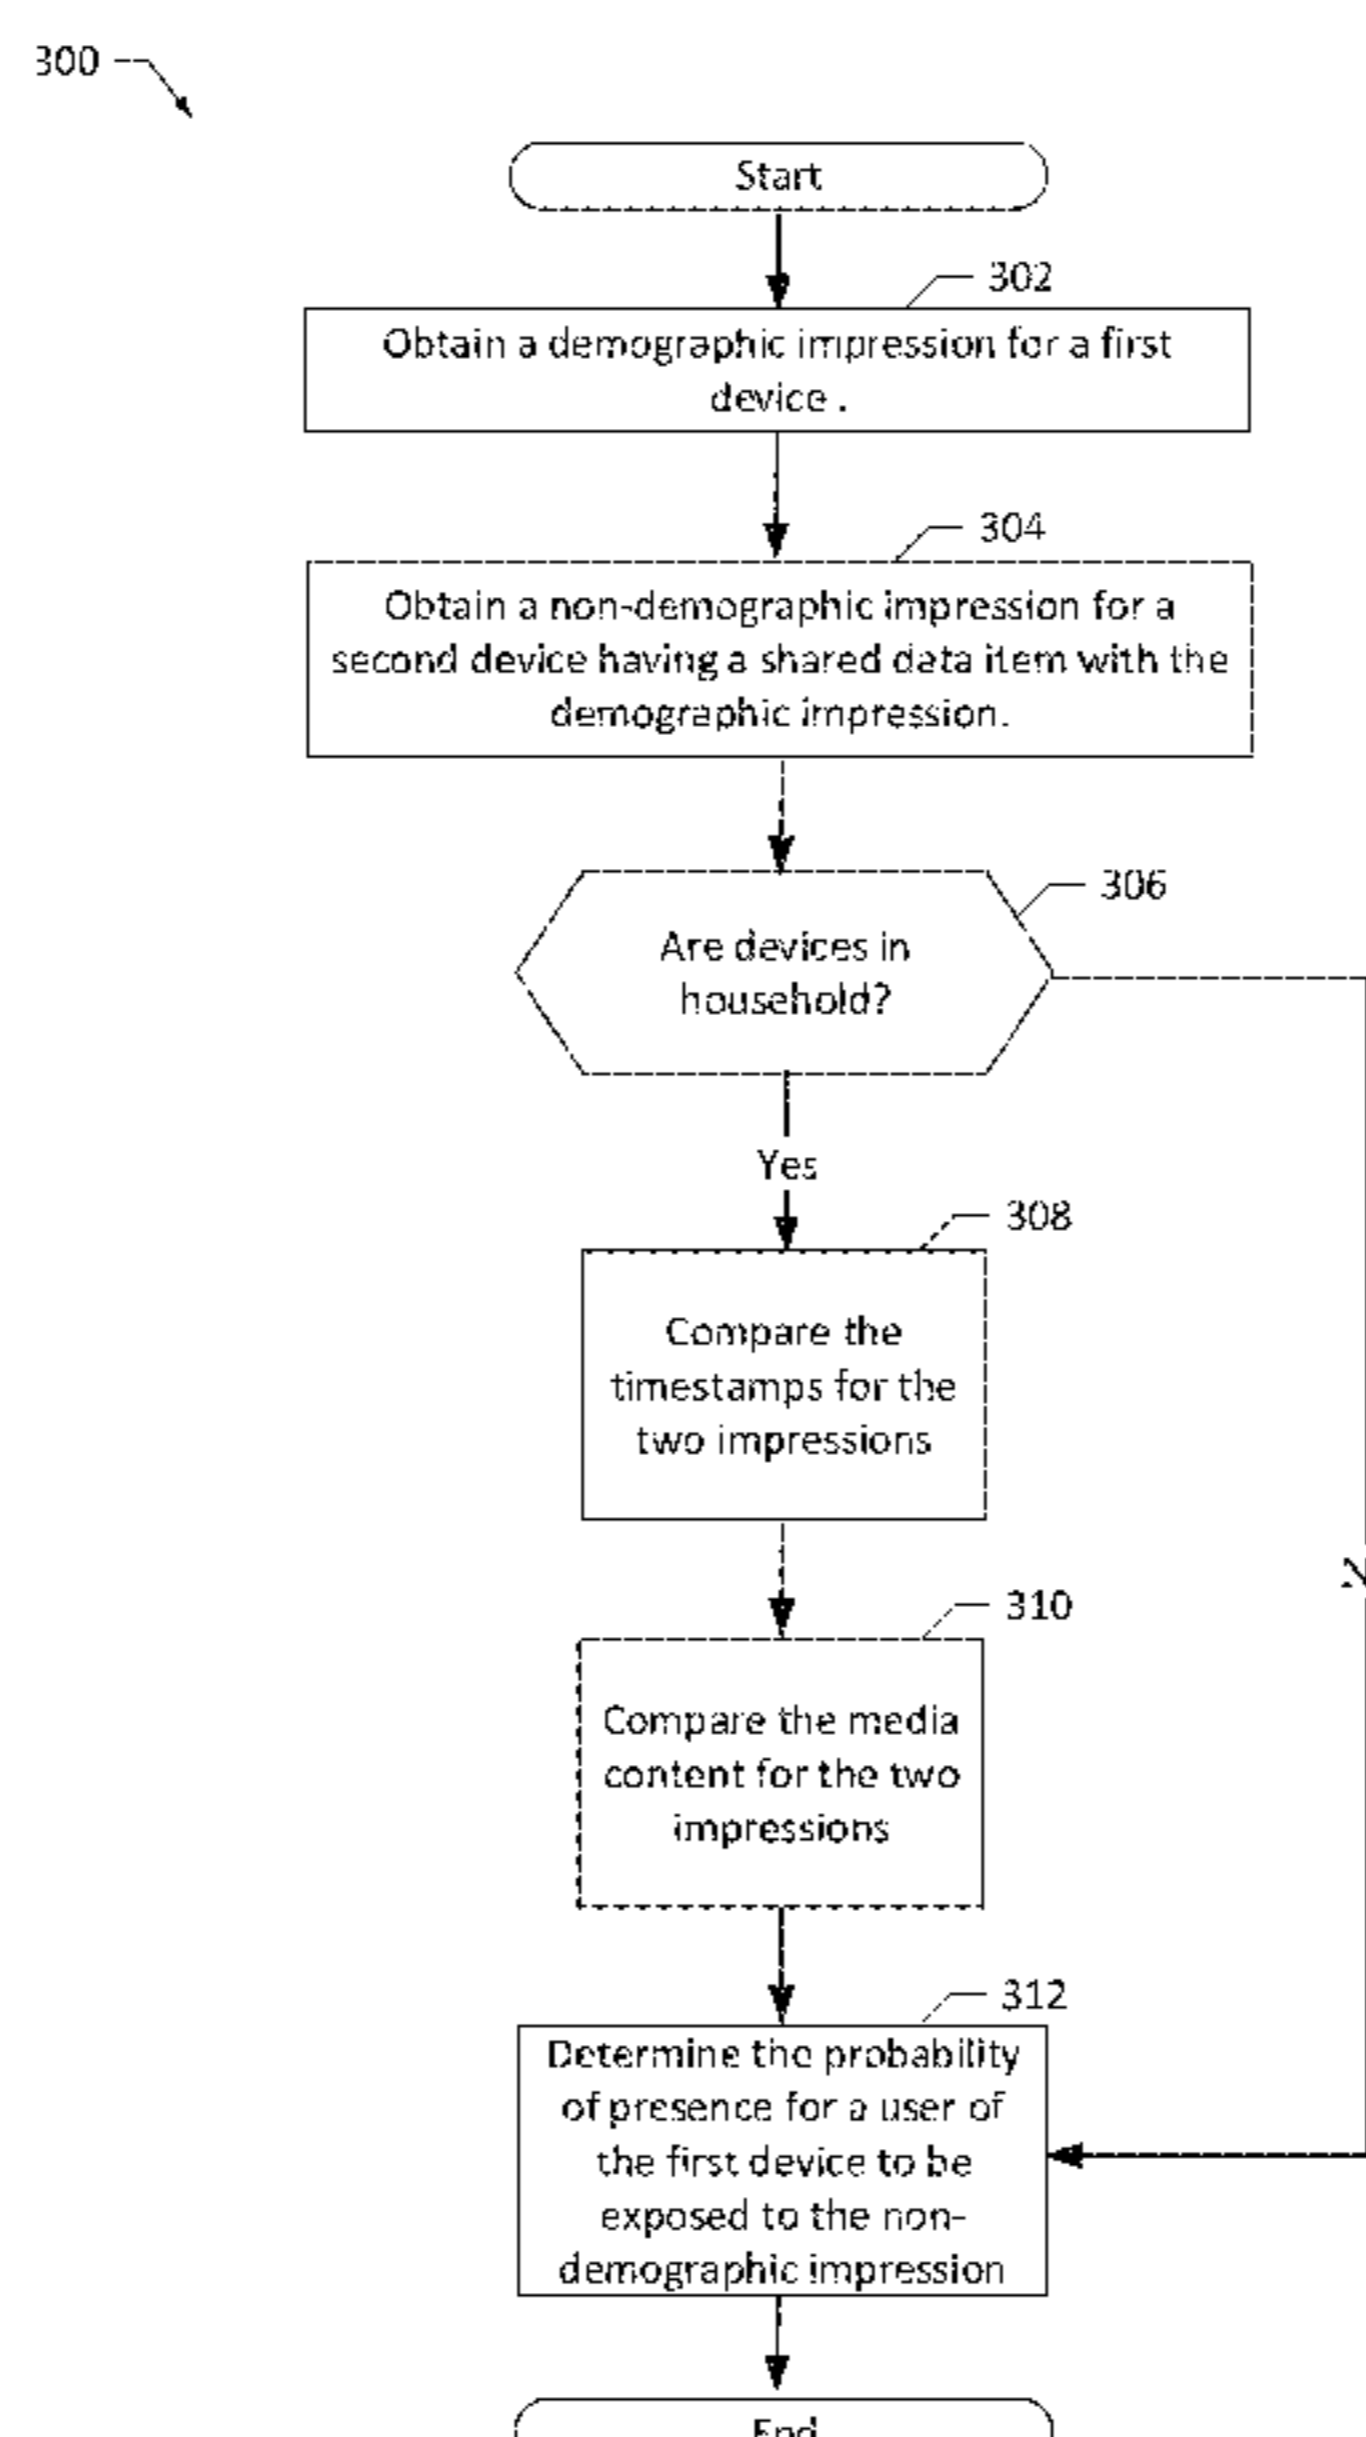 300
Start
302
Obtain a demographic impression for a first
device .
304
Obtain a non-demographic impression for a
second device having a shared data item with the
demographic impression.
306
Are devices in
household?
Yes
308
Compare the
timestamps for the
two impressions
310
Compare the media
content for the two
impressions
312
Determine the probability
of presence for a user of
the first device to be
exposed to the non-
demographic impression
End